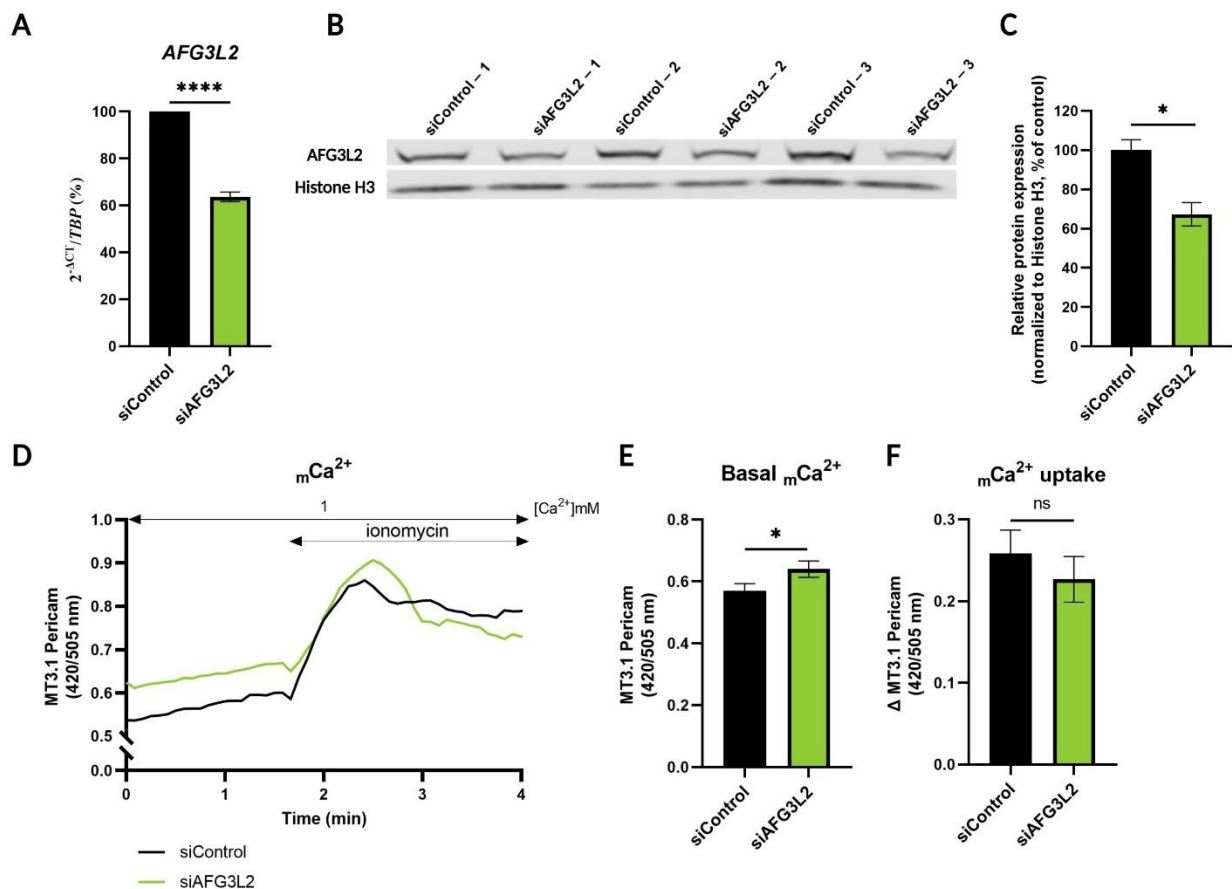 A
AFG3L2
****
100
80
60
40
20
0
2-ΔCT/TBP (%)
siControl
siAFG3L2
B
siControl – 1
siAFG3L2 – 1
siControl – 2
siAFG3L2 – 2
siControl – 3
siAFG3L2 – 3
AFG3L2
Histone H3
C
*
120
100
80
60
40
20
0
Relative protein expression
(normalized to Histone H3, % of control)
siControl
siAFG3L2
D
mCa2+
1
[Ca2+]mM
ionomycin
1.0
0.9
0.8
0.7
0.6
0.5
0.0
MT3.1 Pericam
(420/505 nm)
0 1 2 3 4
Time (min)
siControl
siAFG3L2
E
Basal mCa2+
*
0.8
0.6
0.4
0.2
0.0
MT3.1 Pericam
(420/505 nm)
siControl
siAFG3L2
F
mCa2+ uptake
ns
0.3
0.2
0.1
0.0
Δ MT3.1 Pericam
(420/505 nm)
siControl
siAFG3L2